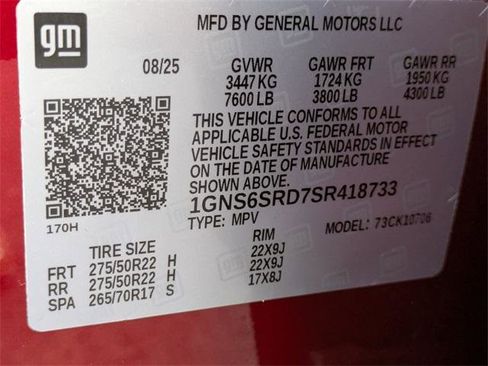 gm
MFD BY GENERAL MOTORS LLC
08/25 GVWR GAWR FRT GAWR RR
3447 KG 1724 KG 1950 KG
7600 LB 3800 LB 4300 LB
THIS VEHICLE CONFORMS TO ALL
APPLICABLE U.S. FEDERAL MOTOR
VEHICLE SAFETY STANDARDS IN EFFECT
ON THE DATE OF MANUFACTURE
SHOWN ABOVE.
1GNS6SRD7SR418733
170H TYPE: MPV MODEL: 73CK10706
TIRE SIZE RIM
FRT 275/50R22 H 22X9J
RR 275/50R22 H 22X9J
SPA 265/70R17 S 17X8J